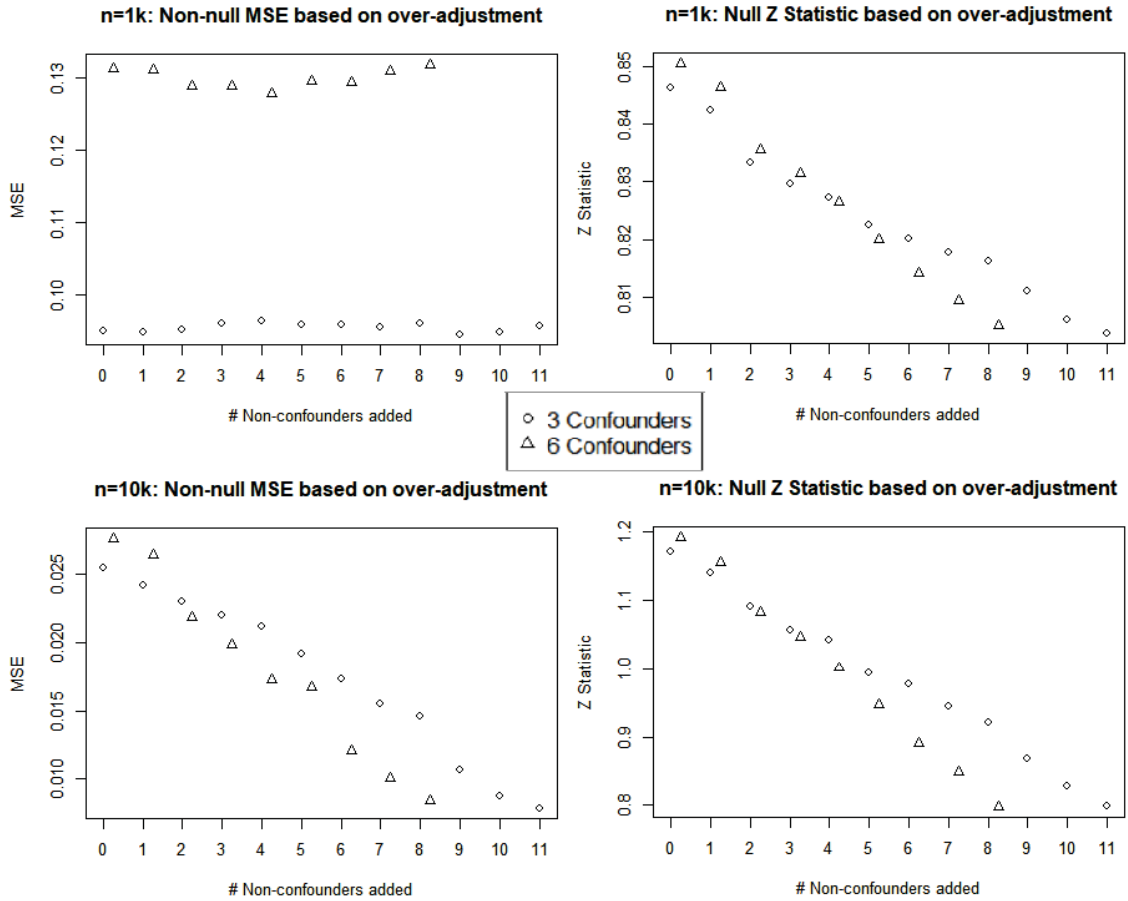 n=1k: Non-null MSE based on over-adjustment
MSE
0.13
0.12
0.11
0.10
0 1 2 3 4 5 6 7 8 9 10 11
# Non-confounders added
n=1k: Null Z Statistic based on over-adjustment
Z Statistic
0.85
0.84
0.83
0.82
0.81
0 1 2 3 4 5 6 7 8 9 10 11
# Non-confounders added
3 Confounders
6 Confounders
n=10k: Non-null MSE based on over-adjustment
MSE
0.025
0.020
0.015
0.010
0 1 2 3 4 5 6 7 8 9 10 11
# Non-confounders added
n=10k: Null Z Statistic based on over-adjustment
Z Statistic
1.2
1.1
1.0
0.9
0.8
0 1 2 3 4 5 6 7 8 9 10 11
# Non-confounders added